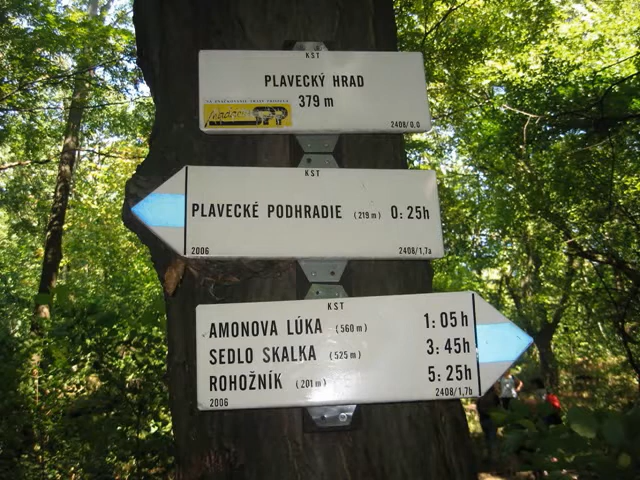 KST
PLAVECKÝ HRAD
379 m
2408/0,0
KST
PLAVECKÉ PODHRADIE (219 m) 0:25h
2006 2408/1,7a
KST
AMONOVA LÚKA (560 m) 1:05h
SEDLO SKALKA (525 m) 3:45h
ROHOŽNÍK (201 m) 5:25h
2006 2408/1,7b